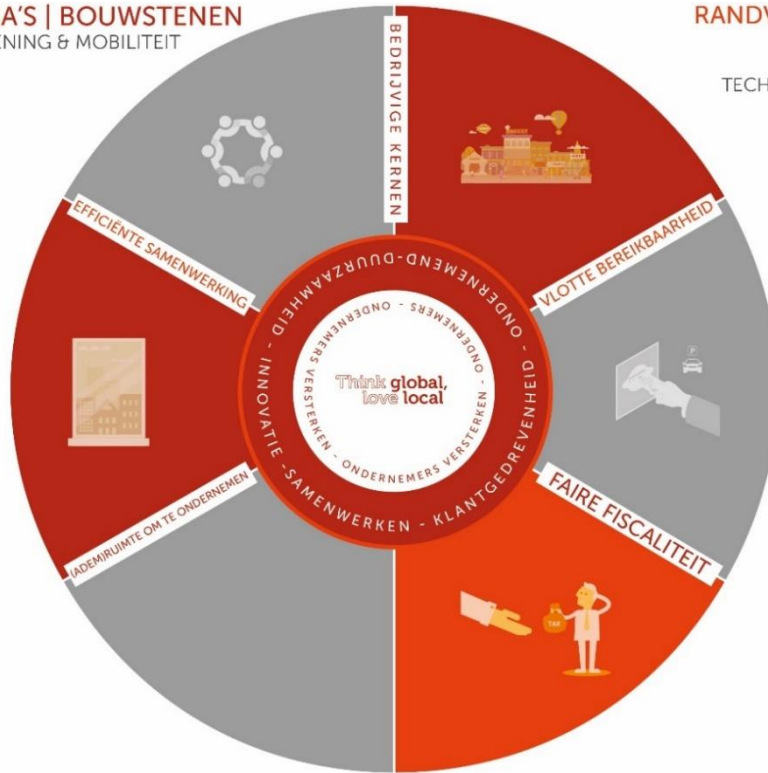 A'S | BOUWSTENEN
ENING & MOBILITEIT
RANDV
TECH
BEDRIJVIGE KERNEN
VLOTTE BEREIKBAARHEID
FAIRE FISCALITEIT
(ADEM)RUIMTE OM TE ONDERNEMEN
EFFICIËNTE SAMENWERKING
ONDERNEMEND-DUURZAAMHEID - INNOVATIE -SAMENWERKEN - KLANTGEDREVENHEID -
ONDERNEMERS - ONDERNEMERS VERSTERKEN - ONDERNEMERS VERSTERKEN -
Think global,
love local
P
TAX